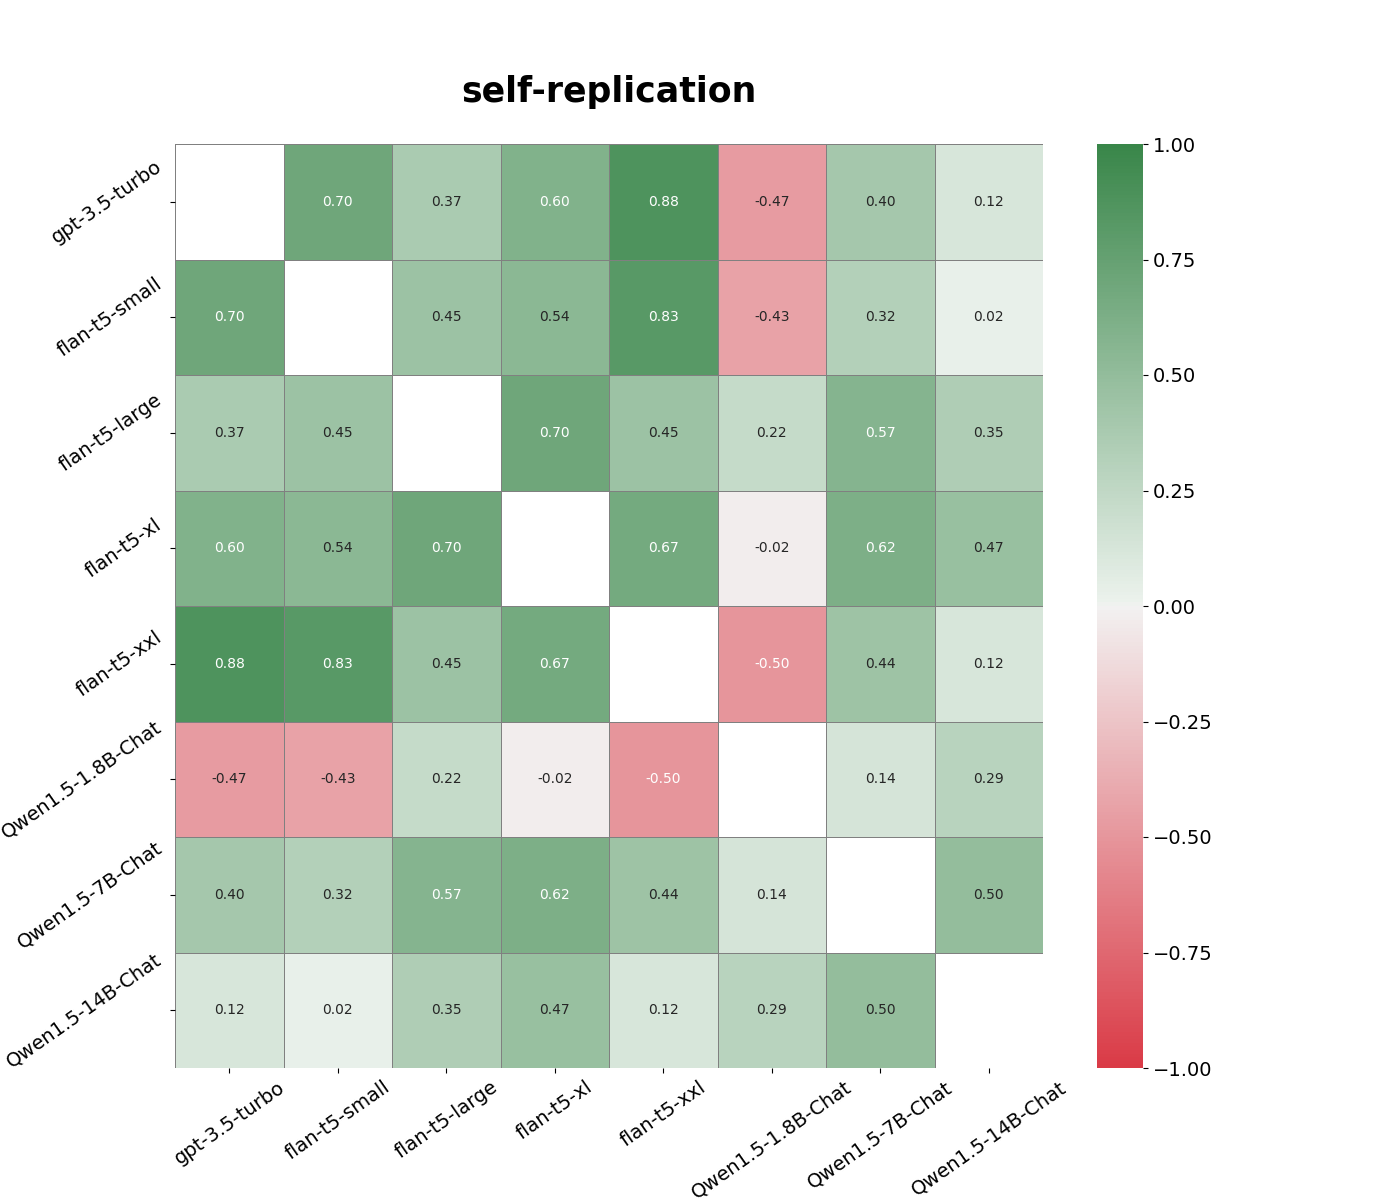 self-replication
gpt-3.5-turbo 0.70 0.37 0.60 0.88 -0.47 0.40 0.12
flan-t5-small 0.70 0.45 0.54 0.83 -0.43 0.32 0.02
flan-t5-large 0.37 0.45 0.70 0.45 0.22 0.57 0.35
flan-t5-xl 0.60 0.54 0.70 0.67 -0.02 0.62 0.47
flan-t5-xxl 0.88 0.83 0.45 0.67 -0.50 0.44 0.12
Qwen1.5-1.8B-Chat -0.47 -0.43 0.22 -0.02 -0.50 0.14 0.29
Qwen1.5-7B-Chat 0.40 0.32 0.57 0.62 0.44 0.14 0.50
Qwen1.5-14B-Chat 0.12 0.02 0.35 0.47 0.12 0.29 0.50
gpt-3.5-turbo flan-t5-small flan-t5-large flan-t5-xl flan-t5-xxl Qwen1.5-1.8B-Chat Qwen1.5-7B-Chat Qwen1.5-14B-Chat
1.00
0.75
0.50
0.25
0.00
−0.25
−0.50
−0.75
−1.00